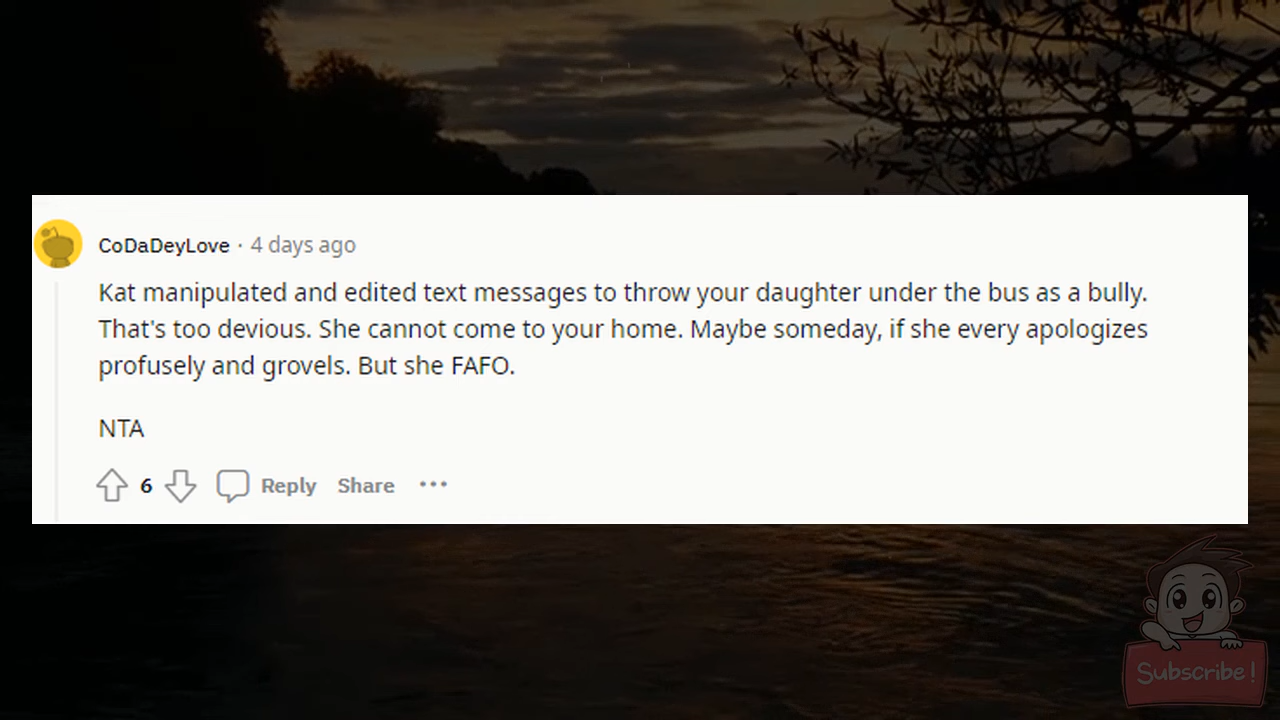 CoDaDeyLove · 4 days ago
Kat manipulated and edited text messages to throw your daughter under the bus as a bully.
That's too devious. She cannot come to your home. Maybe someday, if she every apologizes
profusely and grovels. But she FAFO.
NTA
6 Reply Share ···
Subscribe!